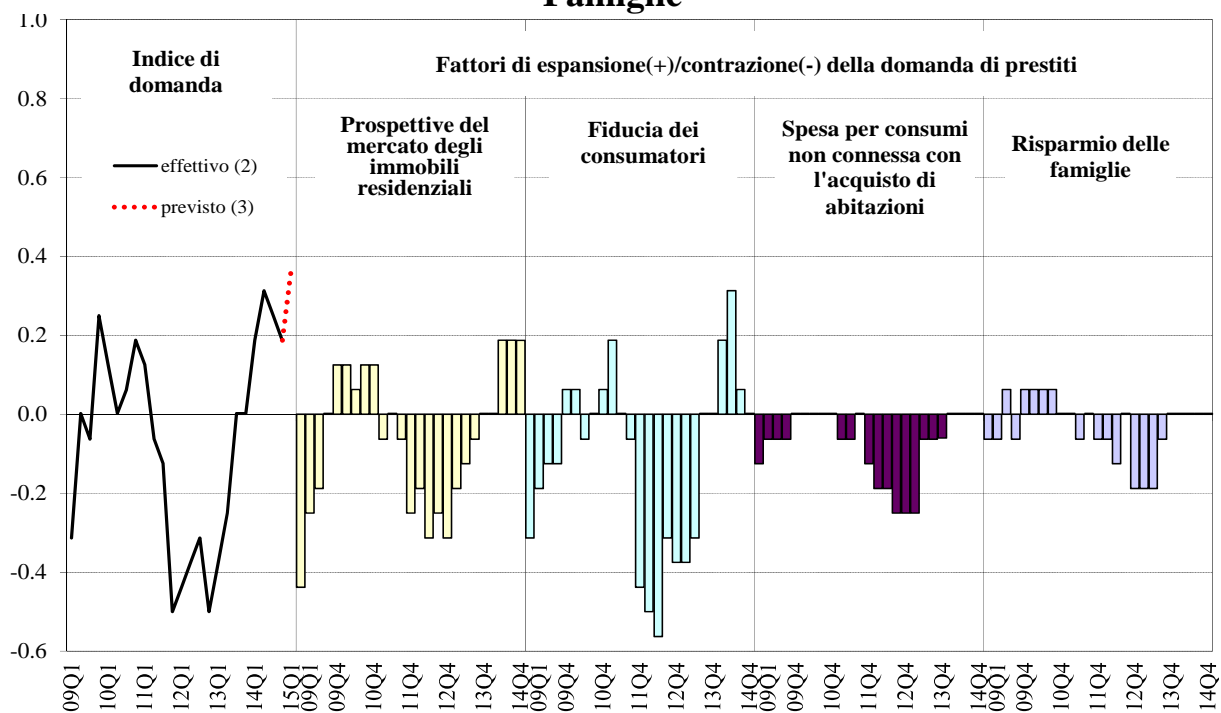 Famiglie
1.0
0.8
0.6
0.4
0.2
0.0
-0.2
-0.4
-0.6
Indice di
domanda
effettivo (2)
previsto (3)
Fattori di espansione(+)/contrazione(-) della domanda di prestiti
Prospettive del
mercato degli
immobili
residenziali
Fiducia dei
consumatori
Spesa per consumi
non connessa con
l'acquisto di
abitazioni
Risparmio delle
famiglie
09Q1
10Q1
11Q1
12Q1
13Q1
14Q1
15Q1
09Q1
09Q4
10Q4
11Q4
12Q4
13Q4
14Q4
09Q1
09Q4
10Q4
11Q4
12Q4
13Q4
14Q4
09Q1
09Q4
10Q4
11Q4
12Q4
13Q4
14Q4
09Q1
09Q4
10Q4
11Q4
12Q4
13Q4
14Q4